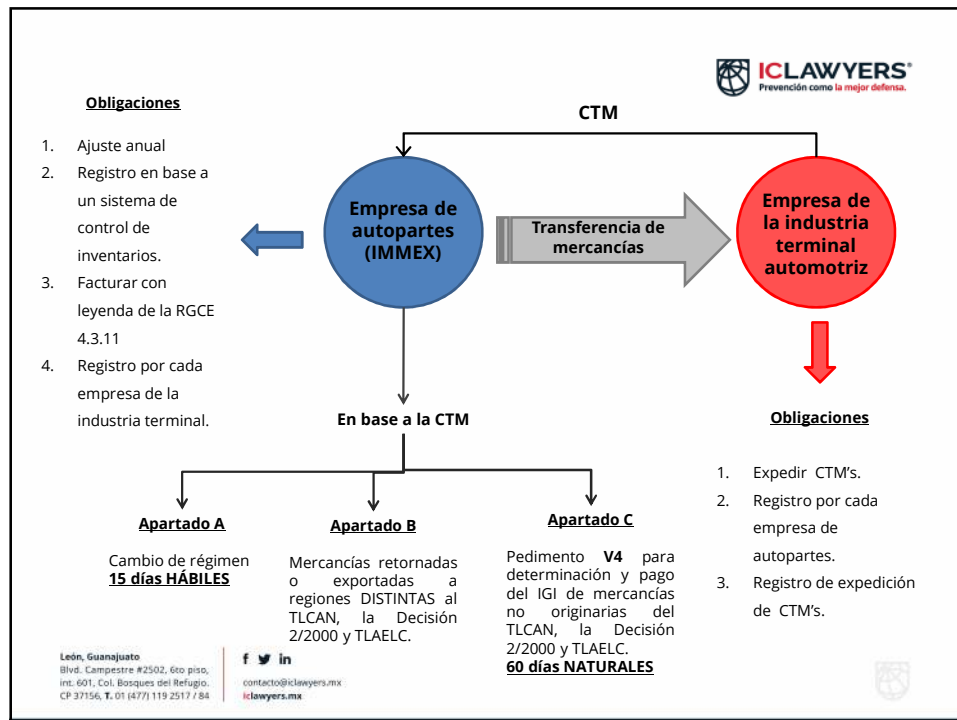 ICLAWYERS®
Prevención como la mejor defensa.
Obligaciones
1. Ajuste anual
2. Registro en base a
un sistema de
control de
inventarios.
3. Facturar con
leyenda de la RGCE
4.3.11
4. Registro por cada
empresa de la
industria terminal.
CTM
Empresa de
autopartes
(IMMEX)
Transferencia de
mercancías
Empresa de
la industria
terminal
automotriz
En base a la CTM
Apartado A
Cambio de régimen
15 días HÁBILES
Apartado B
Mercancías retornadas
o exportadas a
regiones DISTINTAS al
TLCAN, la Decisión
2/2000 y TLAELC.
Apartado C
Pedimento V4 para
determinación y pago
del IGI de mercancías
no originarias del
TLCAN, la Decisión
2/2000 y TLAELC.
60 días NATURALES
Obligaciones
1. Expedir CTM's.
2. Registro por cada
empresa de
autopartes.
3. Registro de expedición
de CTM's.
León, Guanajuato
Blvd. Campestre #2502, 6to piso,
int. 601, Col. Bosques del Refugio.
CP 37156, T. 01 (477) 119 2517 / 84
contacto@iclawyers.mx
iclawyers.mx